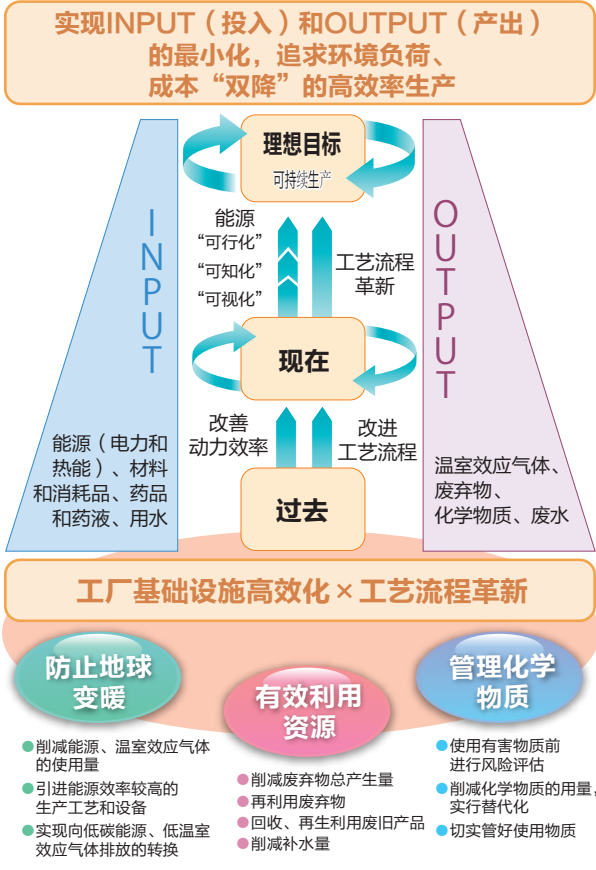 实现INPUT（投入）和OUTPUT（产出）
的最小化，追求环境负荷、
成本“双降”的高效率生产
理想目标
可持续生产
INPUT
能源
“可行化”
“可知化”
“可视化”
工艺流程
革新
OUTPUT
现在
改善
动力效率
改进
工艺流程
能源（电力和
热能）、材料
和消耗品、药品
和药液、用水
过去
温室效应气体、
废弃物、
化学物质、废水
工厂基础设施高效化×工艺流程革新
防止地球
变暖
●削减能源、温室效应气体
的使用量
●引进能源效率较高的
生产工艺和设备
●实现向低碳能源、低温室
效应气体排放的转换
有效利用
资源
●削减废弃物总产生量
●再利用废弃物
●回收、再生利用废旧产品
●削减补水量
管理化学
物质
●使用有害物质前
进行风险评估
●削减化学物质的用量，
实行替代化
●切实管好使用物质